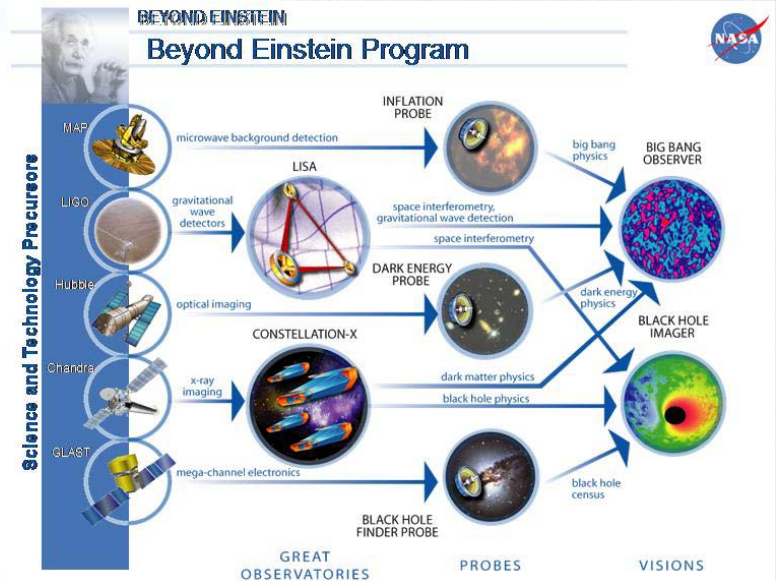 BEYOND EINSTEIN
Beyond Einstein Program
NASA
Science and Technology Precursors
MAP
microwave background detection
INFLATION
PROBE
big bang
physics
BIG BANG
OBSERVER
LIGO
gravitational
wave
detectors
LISA
space interferometry,
gravitational wave detection
space interferometry
Hubble
optical imaging
DARK ENERGY
PROBE
dark energy
physics
BLACK HOLE
IMAGER
Chandra
x-ray
imaging
CONSTELLATION-X
dark matter physics
black hole physics
GLAST
mega-channel electronics
BLACK HOLE
FINDER PROBE
black hole
census
GREAT
OBSERVATORIES
PROBES
VISIONS